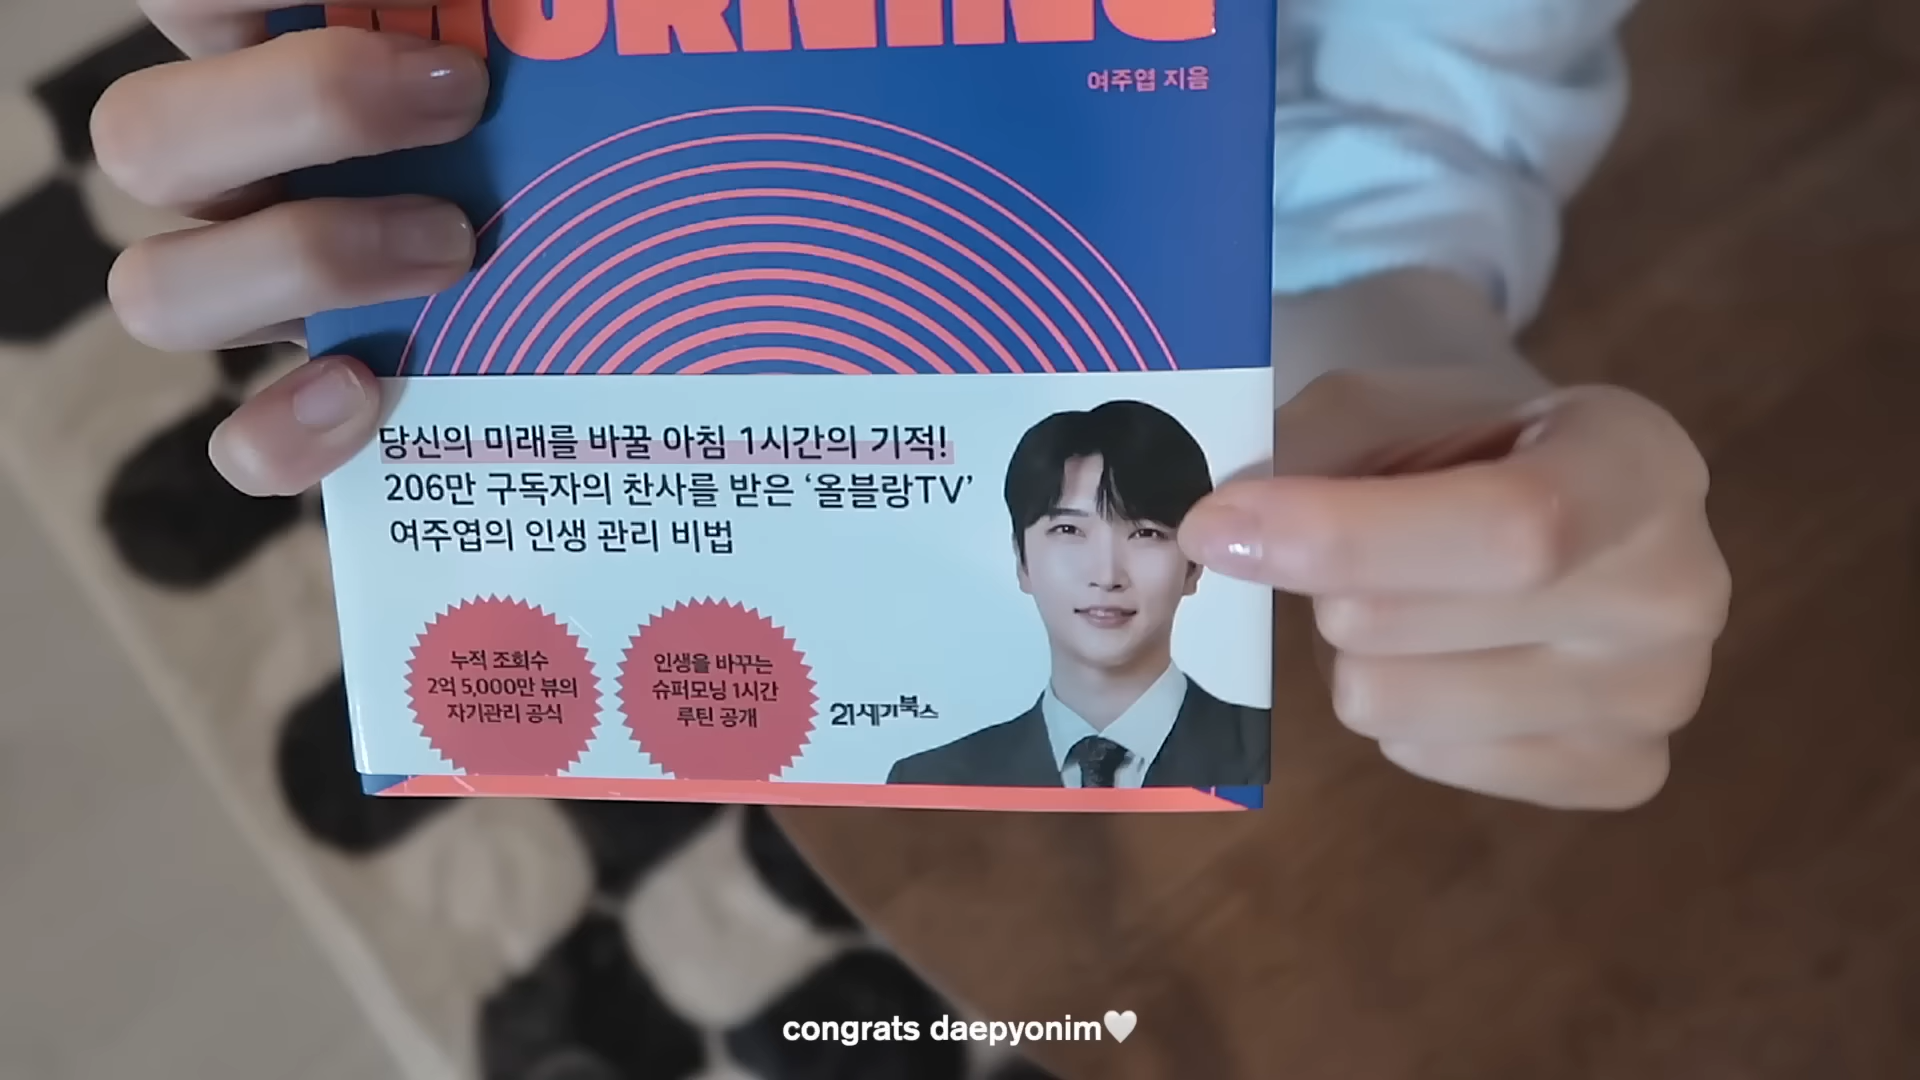 MORNING
여주엽 지음
당신의 미래를 바꿀 아침 1시간의 기적!
206만 구독자의 찬사를 받은 ‘올블랑TV’
여주엽의 인생 관리 비법
누적 조회수
2억 5,000만 뷰의
자기관리 공식
인생을 바꾸는
슈퍼모닝 1시간
루틴 공개
21세기북스
congrats daepyonim🤍